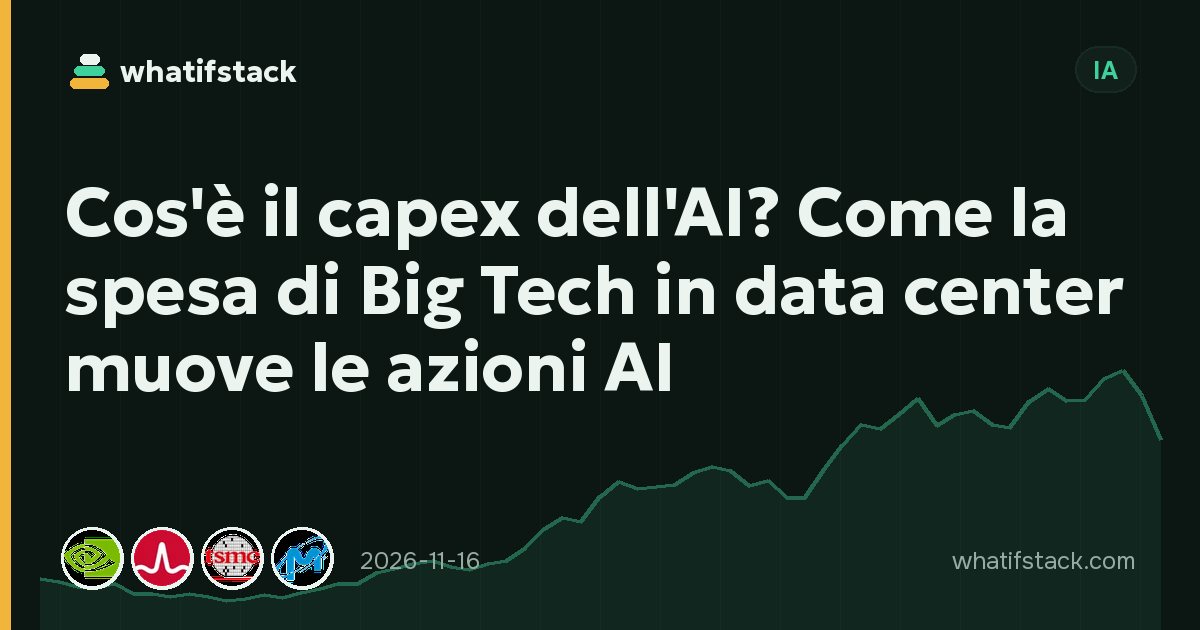 whatifstack
IA
Cos'è il capex dell'AI? Come la
spesa di Big Tech in data center
muove le azioni AI
tsmc
2026-11-16
whatifstack.com